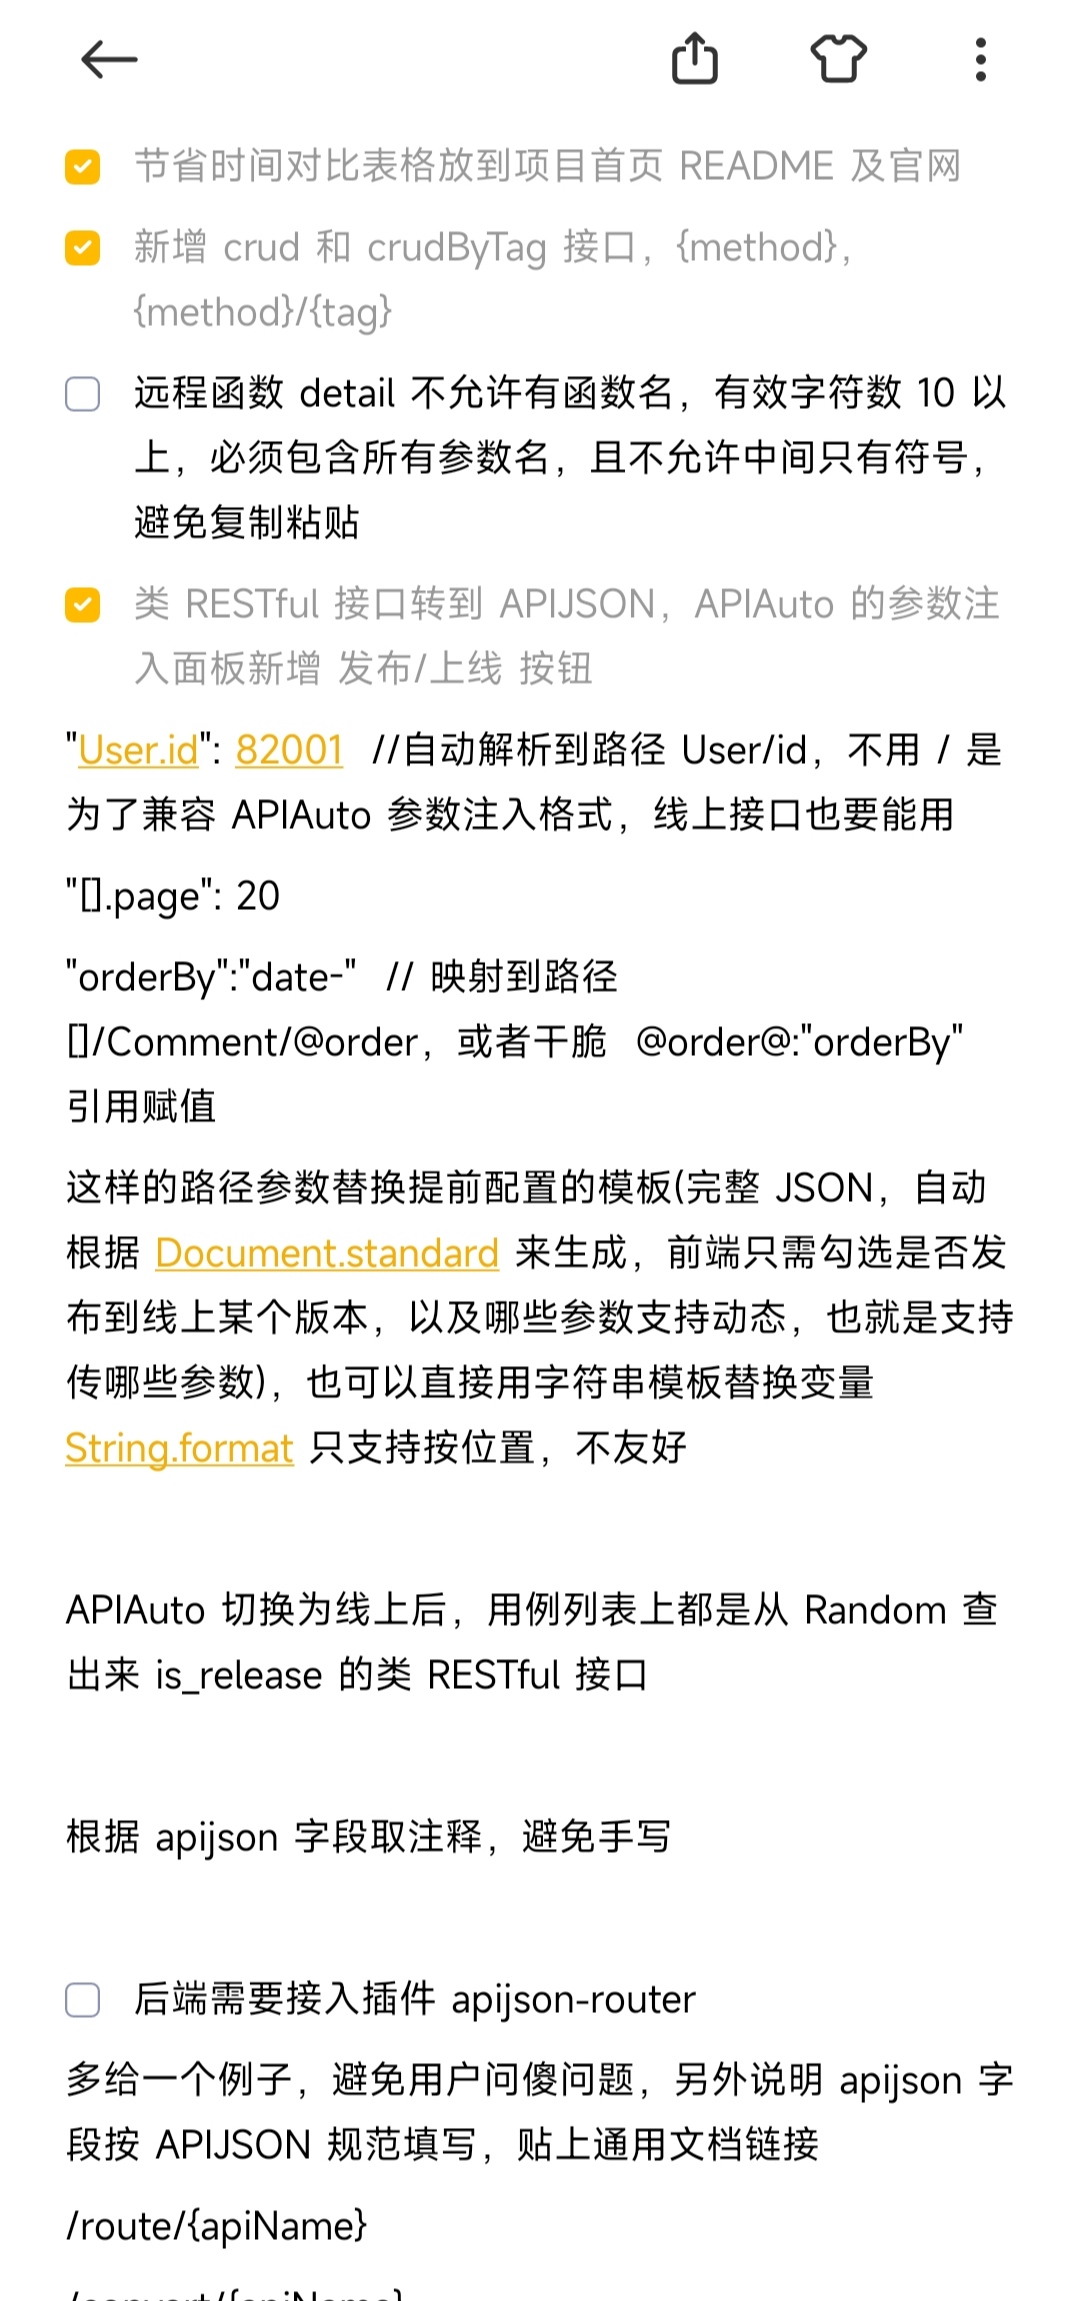 节省时间对比表格放到项目首页 README 及官网
新增 crud 和 crudByTag 接口，{method}，
{method}/{tag}
远程函数 detail 不允许有函数名，有效字符数 10 以
上，必须包含所有参数名，且不允许中间只有符号，
避免复制粘贴
类 RESTful 接口转到 APIJSON，APIAuto 的参数注
入面板新增 发布/上线 按钮
"User.id": 82001  //自动解析到路径 User/id，不用 / 是
为了兼容 APIAuto 参数注入格式，线上接口也要能用
"[].page": 20
"orderBy":"date-"  // 映射到路径
[]/Comment/@order，或者干脆  @order@:"orderBy"
引用赋值
这样的路径参数替换提前配置的模板(完整 JSON，自动
根据 Document.standard 来生成，前端只需勾选是否发
布到线上某个版本，以及哪些参数支持动态，也就是支持
传哪些参数)，也可以直接用字符串模板替换变量
String.format 只支持按位置，不友好
APIAuto 切换为线上后，用例列表上都是从 Random 查
出来 is_release 的类 RESTful 接口
根据 apijson 字段取注释，避免手写
后端需要接入插件 apijson-router
多给一个例子，避免用户问傻问题，另外说明 apijson 字
段按 APIJSON 规范填写，贴上通用文档链接
/route/{apiName}